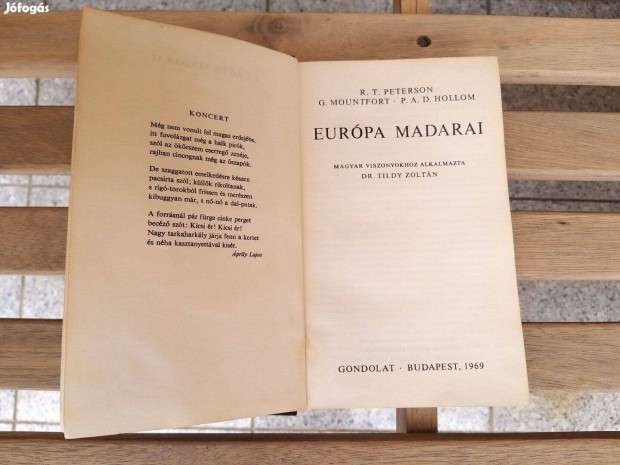 Jófogás
KONCERT
Még nem vonult fel magas erdejébe,
itt fuvolázgat még a halk pirók,
szól az ökörszem cserregő zenéje,
rajban cincognak még az őszapók.
De szaggatott emelkedésre készen
pacsirta szól; küllők rikoltanak,
s rigó-torokból frissen és merészen
kibuggyan már, s nő-nő a dal-patak.
A forrásnál pár fürge cinke perget
becéző szót: Kicsi ér! Kicsi ér!
Nagy tarkaharkály járja fenn a kertet
és néha kasztanyettával kísér.
Áprily Lajos
R. T. PETERSON
G. MOUNTFORT · P. A. D. HOLLOM
EURÓPA MADARAI
MAGYAR VISZONYOKHOZ ALKALMAZTA
DR. TILDY ZOLTÁN
GONDOLAT · BUDAPEST, 1969